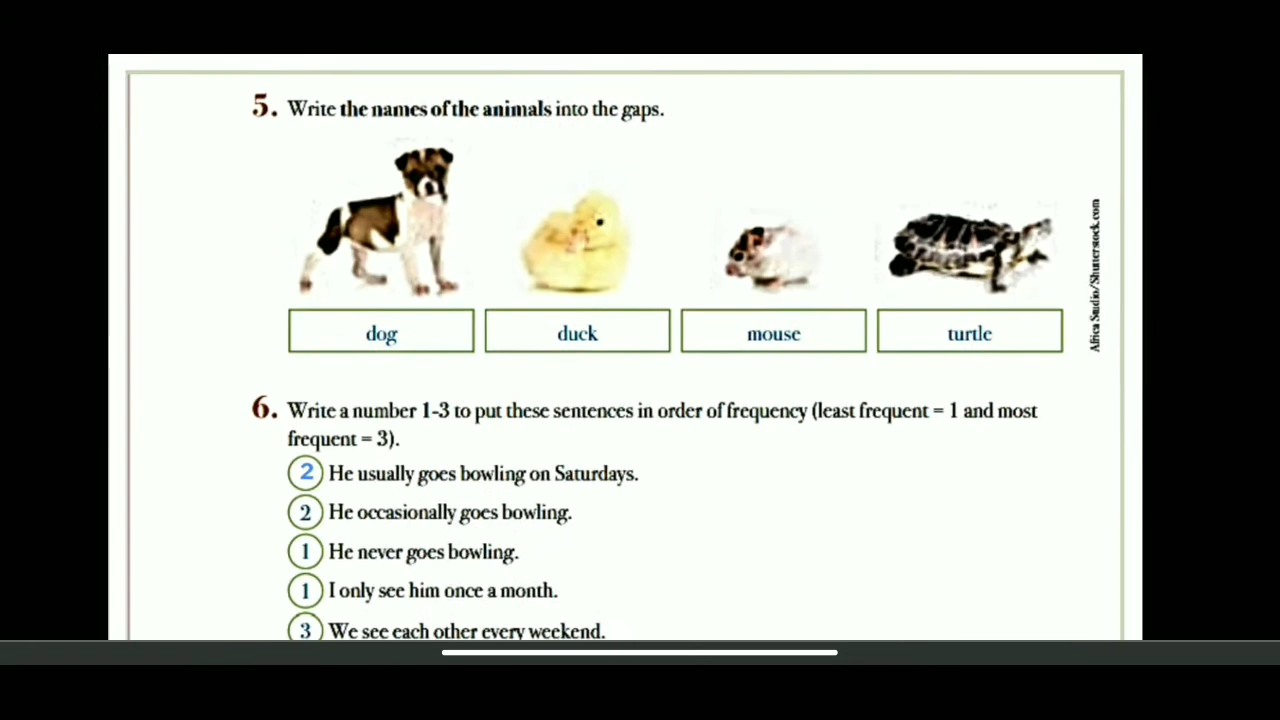 5. Write the names of the animals into the gaps.
dog duck mouse turtle
Africa Studio/Shutterstock.com
6. Write a number 1-3 to put these sentences in order of frequency (least frequent = 1 and most
frequent = 3).
2 He usually goes bowling on Saturdays.
2 He occasionally goes bowling.
1 He never goes bowling.
1 I only see him once a month.
3 We see each other every weekend.